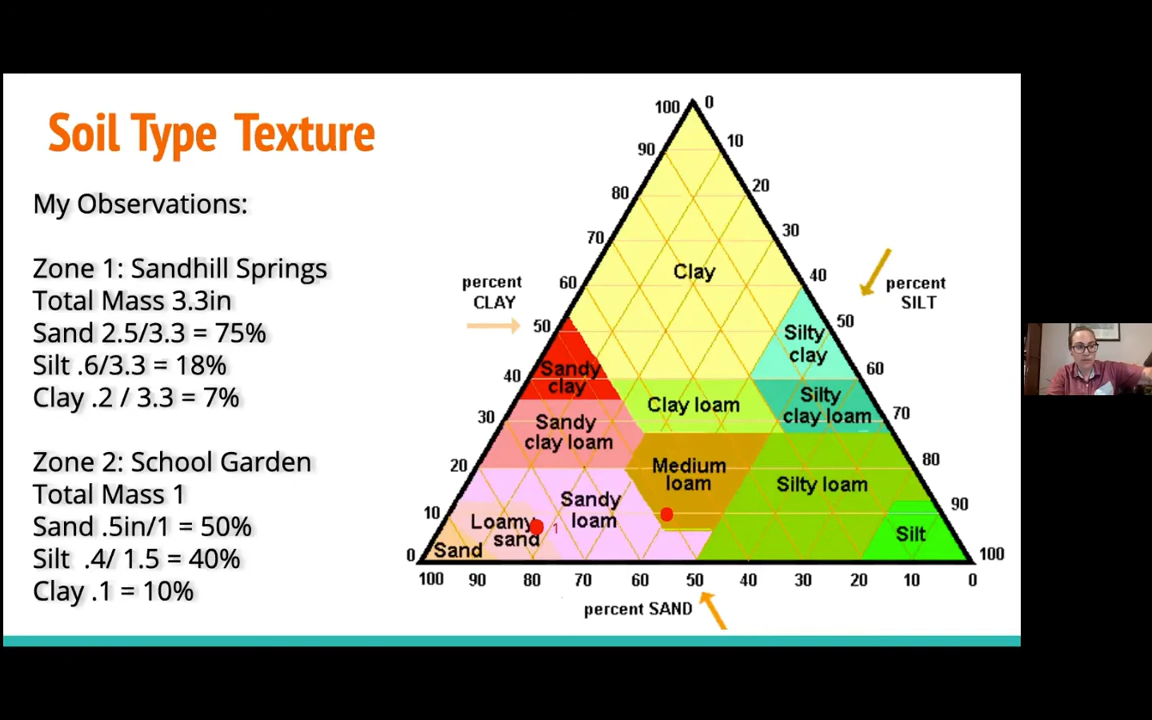 Soil Type Texture
My Observations:
Zone 1: Sandhill Springs
Total Mass 3.3in
Sand 2.5/3.3 = 75%
Silt .6/3.3 = 18%
Clay .2 / 3.3 = 7%
Zone 2: School Garden
Total Mass 1
Sand .5in/1 = 50%
Silt .4/ 1.5 = 40%
Clay .1 = 10%
100 0
90 10
80 20
70 30
60 40
50 50
40 60
30 70
20 80
10 90
0 100
percent
CLAY
percent
SILT
Clay
Silty
clay
Sandy
clay
Clay loam
Silty
clay loam
Sandy
clay loam
Medium
loam
Silty loam
Sandy
loam
Loamy
sand
1
Sand
Silt
100 90 80 70 60 50 40 30 20 10 0
percent SAND